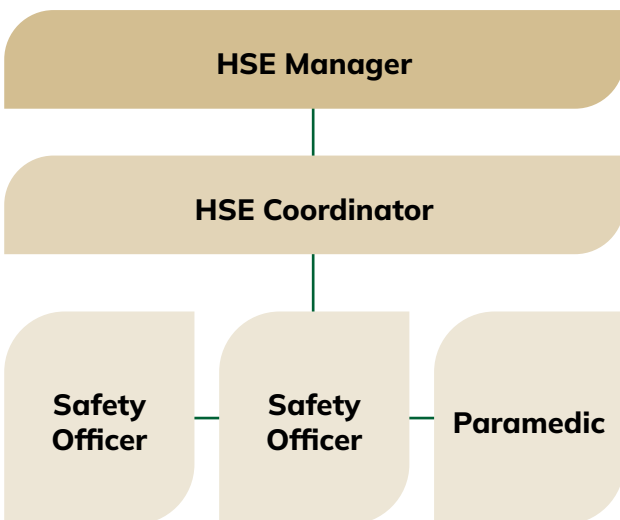 HSE Manager
HSE Coordinator
Safety
Officer
Safety
Officer
Paramedic